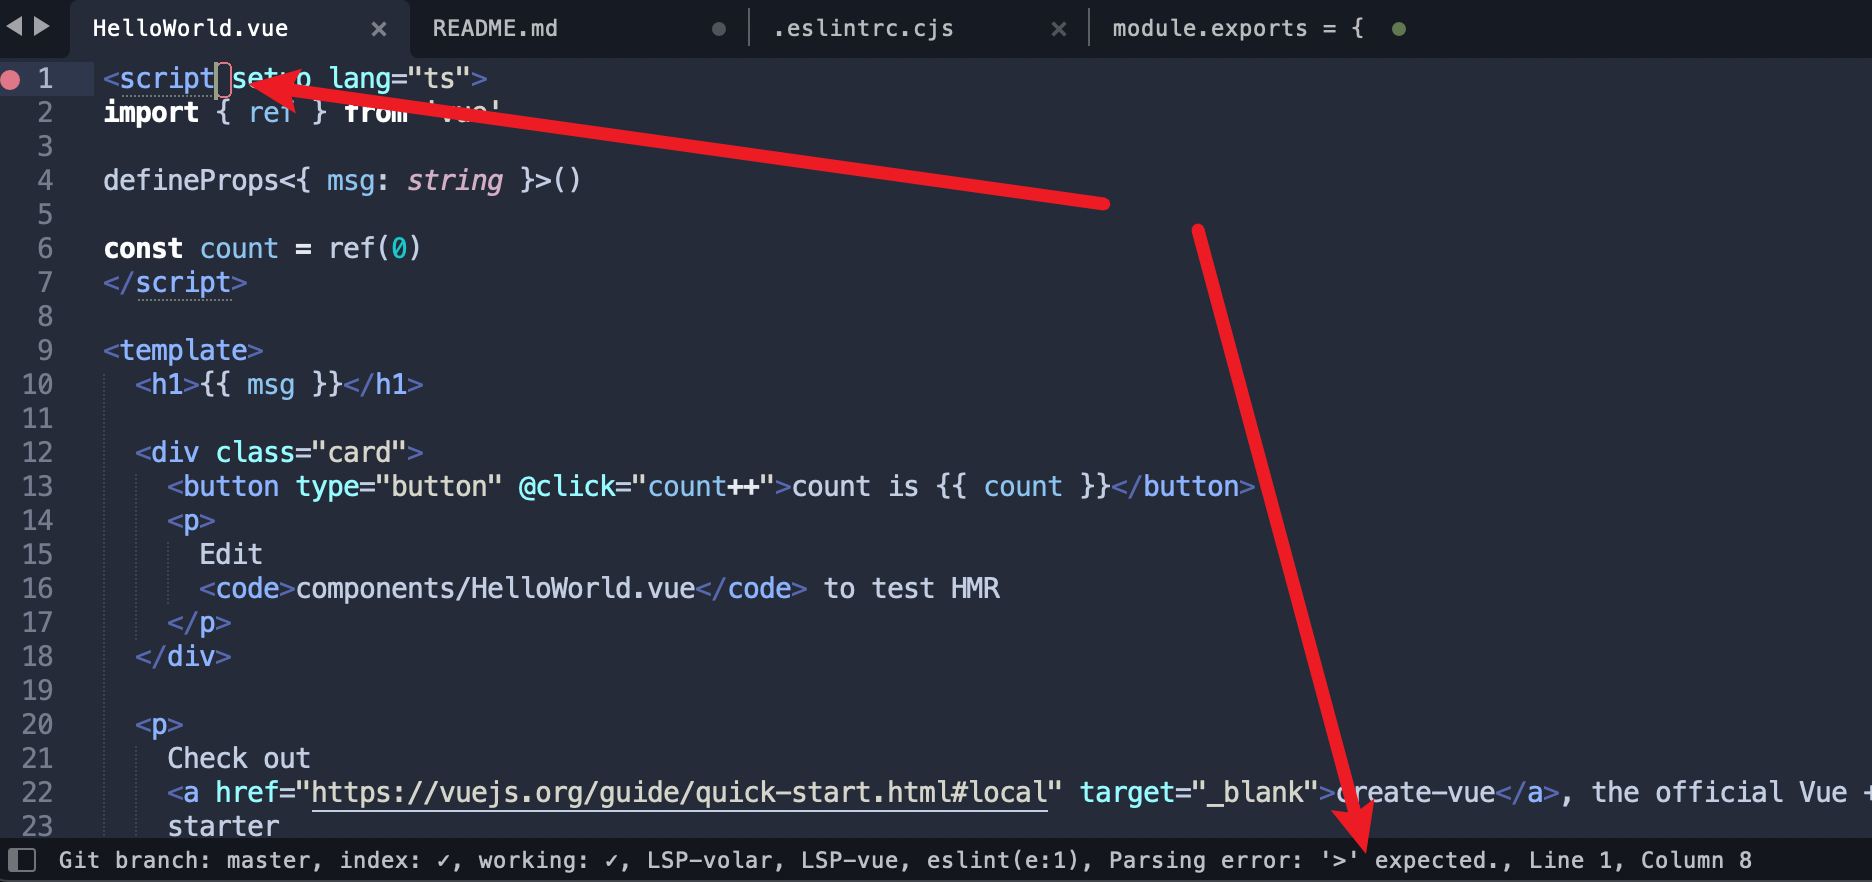 HelloWorld.vue
README.md
.eslintrc.cjs
module.exports = {
1 <script setup lang="ts">
2 import { ref } from 'vue'
3
4 defineProps<{ msg: string }>()
5
6 const count = ref(0)
7 </script>
8
9 <template>
10 <h1>{{ msg }}</h1>
11
12 <div class="card">
13 <button type="button" @click="count++">count is {{ count }}</button>
14 <p>
15 Edit
16 <code>components/HelloWorld.vue</code> to test HMR
17 </p>
18 </div>
19
20 <p>
21 Check out
22 <a href="https://vuejs.org/guide/quick-start.html#local" target="_blank">create-vue</a>, the official Vue +
23 starter
Git branch: master, index: ✓, working: ✓, LSP-volar, LSP-vue, eslint(e:1), Parsing error: '>' expected., Line 1, Column 8